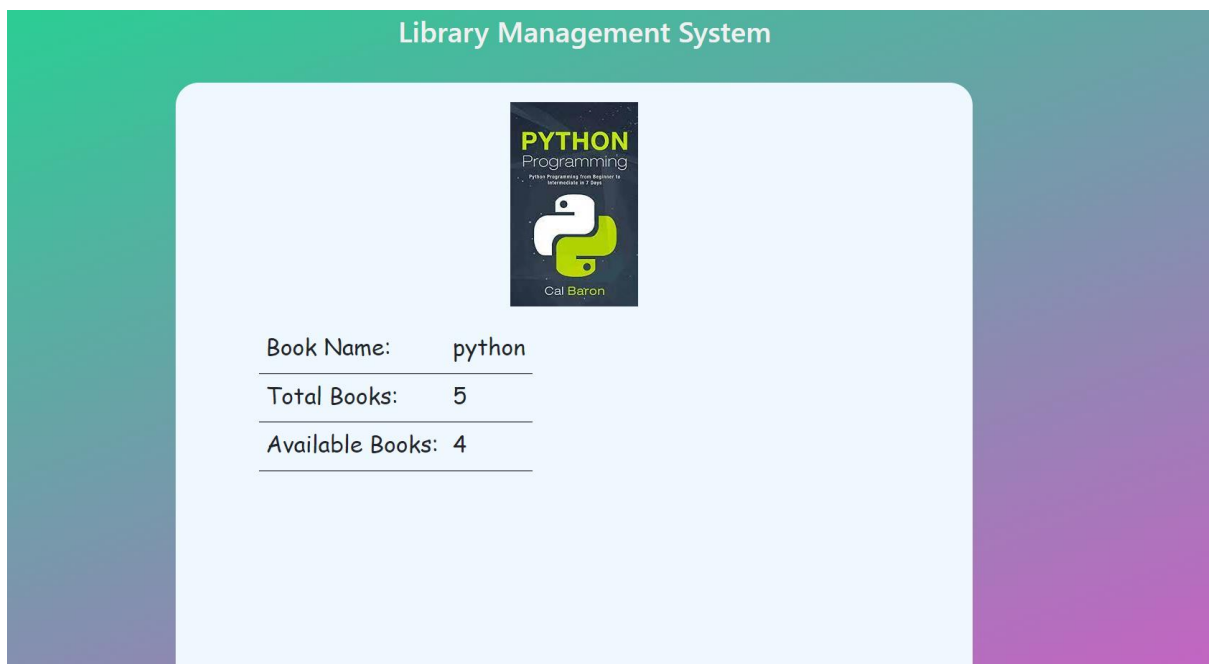 Library Management System
PYTHON
Programming
Python Programming from Beginner to
Intermediate in 7 Days
Cal Baron
Book Name: python
Total Books: 5
Available Books: 4